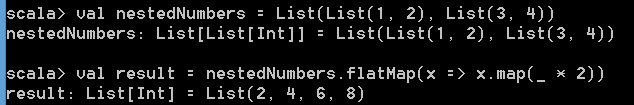 scala> val nestedNumbers = List(List(1, 2), List(3, 4))
nestedNumbers: List[List[Int]] = List(List(1, 2), List(3, 4))
scala> val result = nestedNumbers.flatMap(x => x.map(_ * 2))
result: List[Int] = List(2, 4, 6, 8)